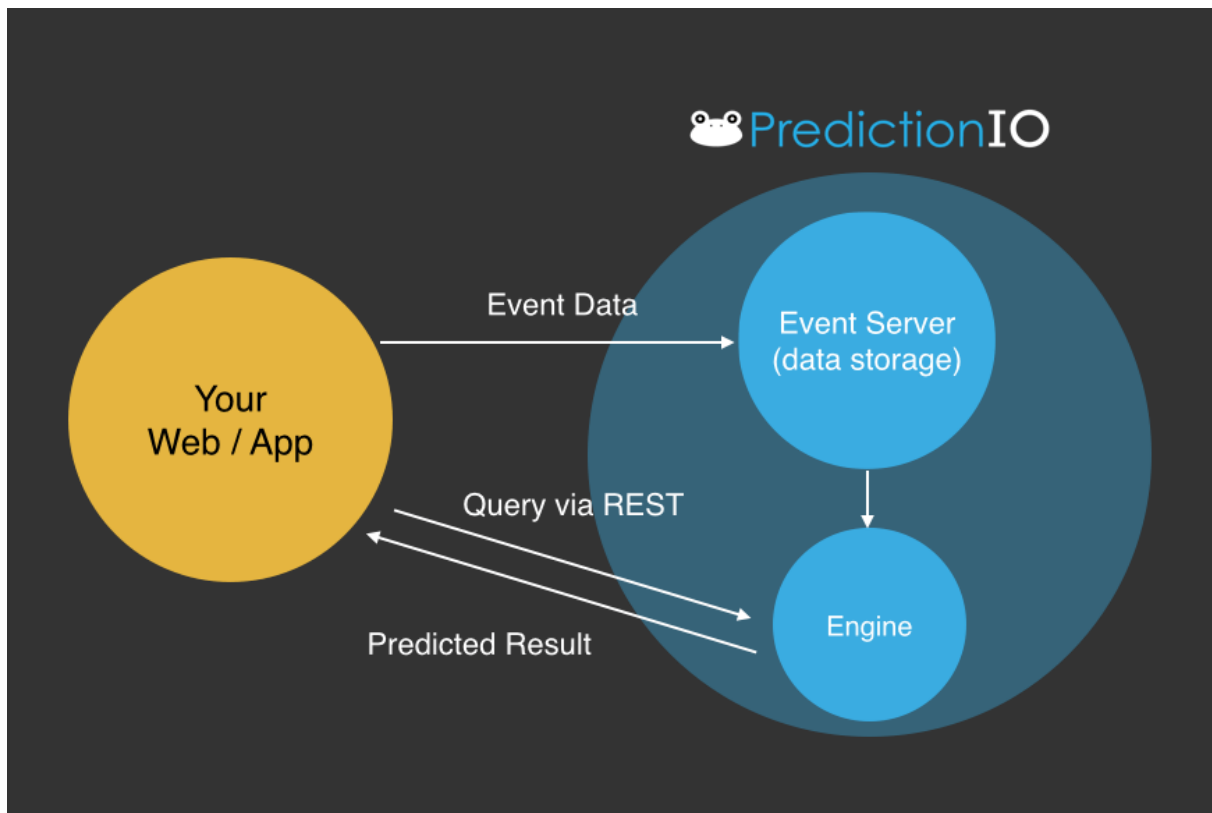 PredictionIO
Event Data
Event Server
(data storage)
Your
Web / App
Query via REST
Engine
Predicted Result